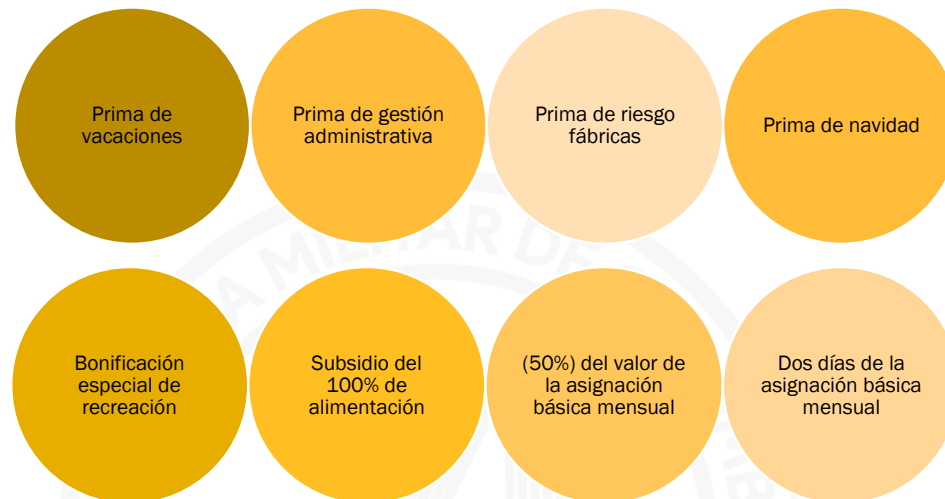 Prima de
vacaciones
Prima de gestión
administrativa
Prima de riesgo
fábricas
Prima de navidad
Bonificación
especial de
recreación
Subsidio del
100% de
alimentación
(50%) del valor de
la asignación
básica mensual
Dos días de la
asignación básica
mensual
A MILITAR DE